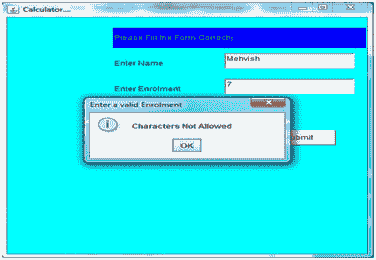 Calculator....
Please Fill the Form Correctly
Enter Name
Mehvish
Enter Enrolment
7
Enter a valid Enrolment
Characters Not Allowed
OK